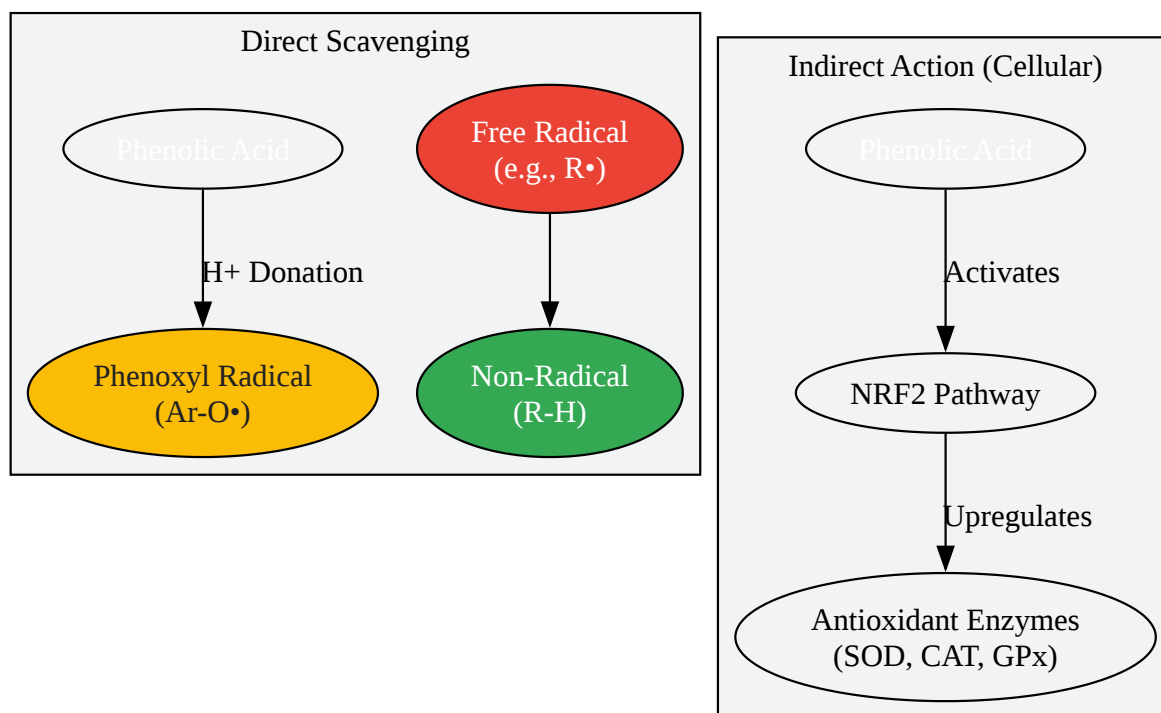 Direct Scavenging
Phenolic Acid
Free Radical
(e.g., R•)
H+ Donation
Phenoxyl Radical
(Ar-O•)
Non-Radical
(R-H)
Indirect Action (Cellular)
Phenolic Acid
Activates
NRF2 Pathway
Upregulates
Antioxidant Enzymes
(SOD, CAT, GPx)